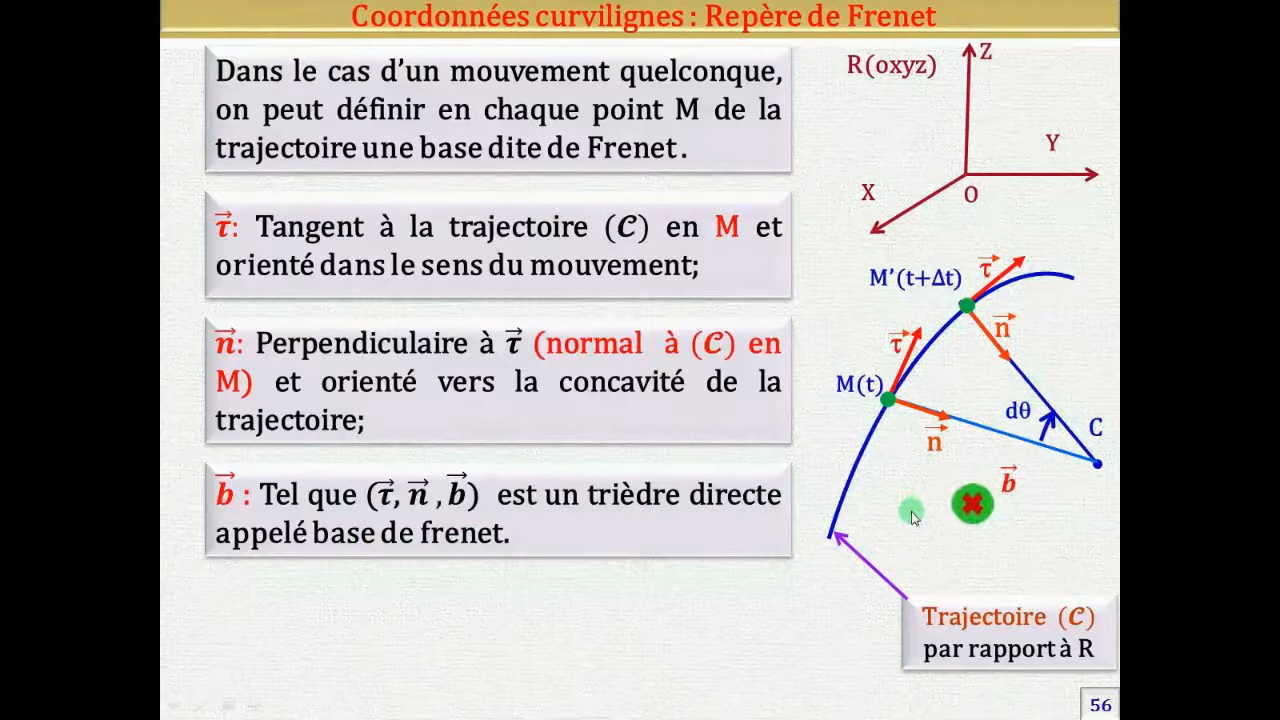 Coordonnées curvilignes : Repère de Frenet
Dans le cas d’un mouvement quelconque,
on peut définir en chaque point M de la
trajectoire une base dite de Frenet .
τ⃗: Tangent à la trajectoire (𝓒) en M et
orienté dans le sens du mouvement;
n⃗: Perpendiculaire à τ⃗ (normal à (𝓒) en
M) et orienté vers la concavité de la
trajectoire;
b⃗ : Tel que (τ⃗, n⃗ , b⃗) est un trièdre directe
appelé base de frenet.
R(oxyz)
Z
Y
X
O
M’(t+Δt)
τ⃗
n⃗
τ⃗
M(t)
n⃗
dθ
C
b⃗
Trajectoire (𝓒)
par rapport à R
56